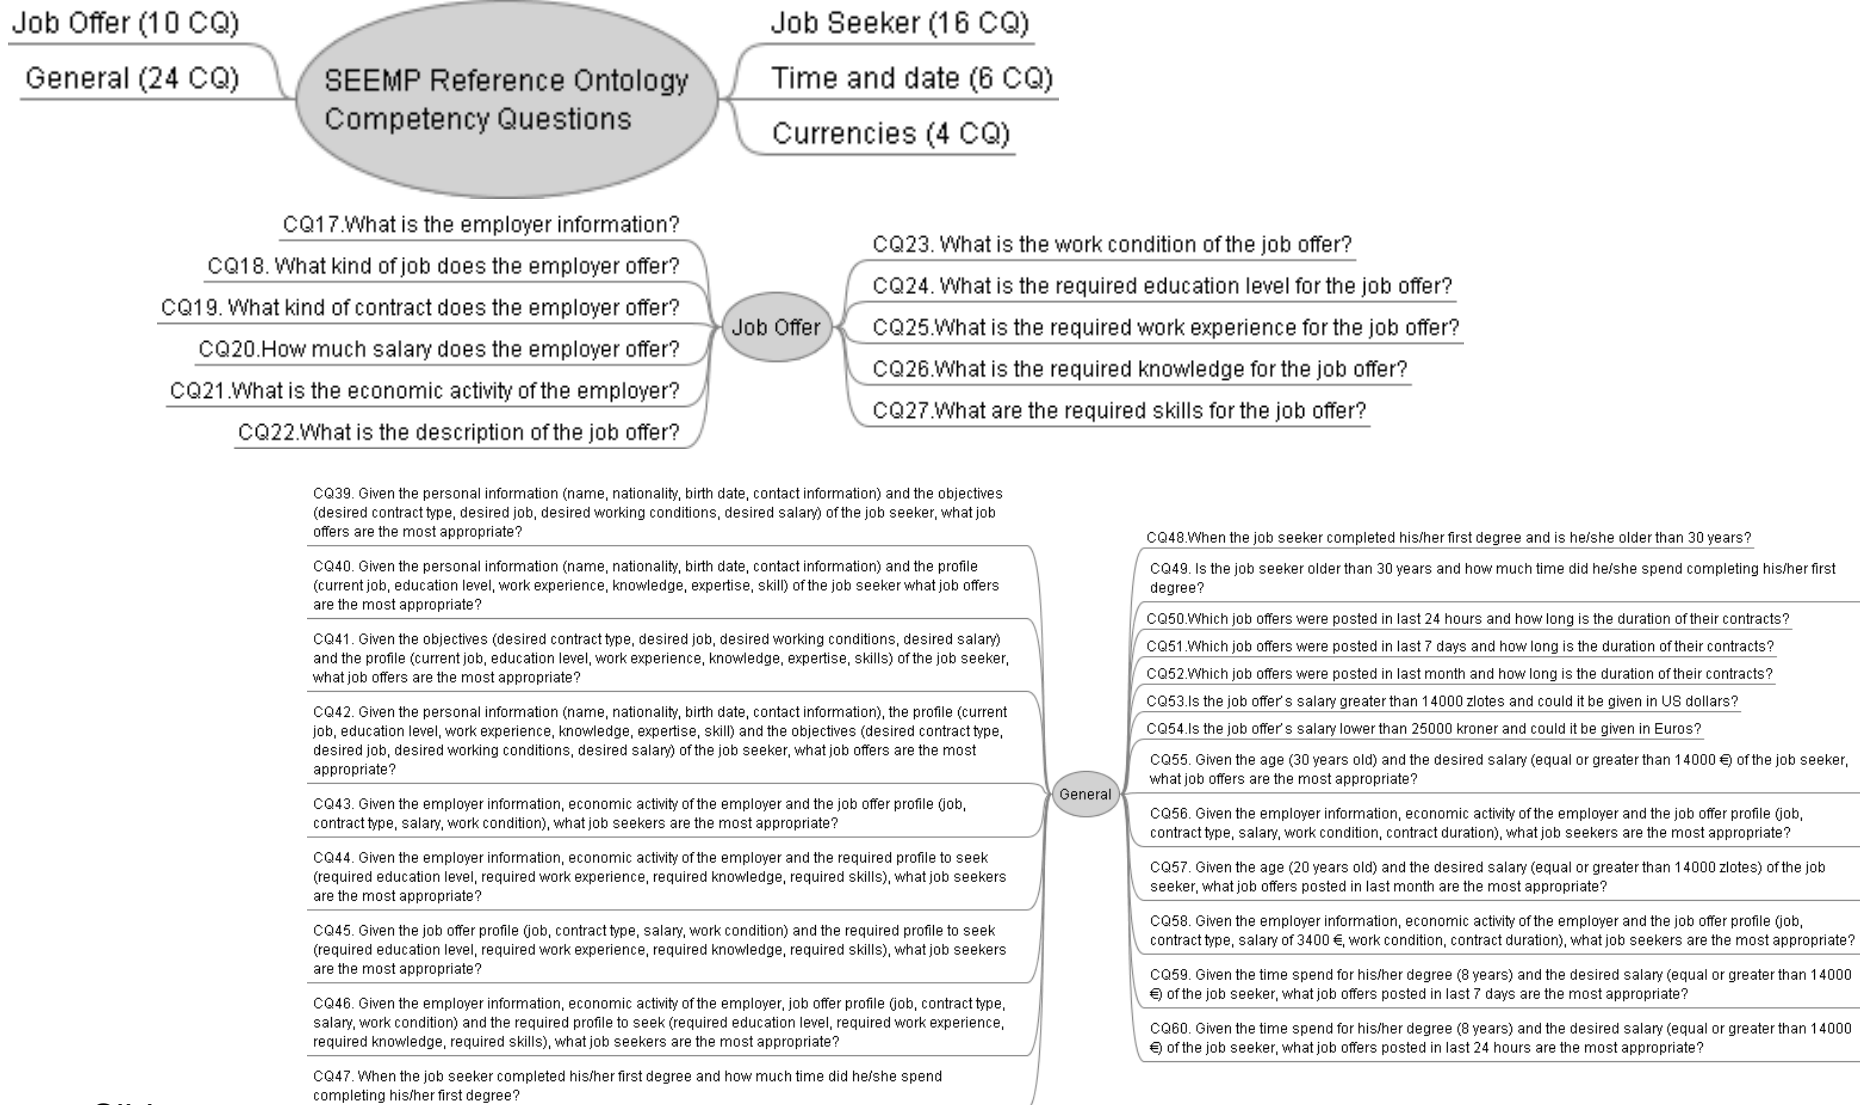 Job Offer (10 CQ)
General (24 CQ)
SEEMP Reference Ontology
Competency Questions
Job Seeker (16 CQ)
Time and date (6 CQ)
Currencies (4 CQ)
CQ17.What is the employer information?
CQ18. What kind of job does the employer offer?
CQ19. What kind of contract does the employer offer?
CQ20.How much salary does the employer offer?
CQ21.What is the economic activity of the employer?
CQ22.What is the description of the job offer?
Job Offer
CQ23. What is the work condition of the job offer?
CQ24. What is the required education level for the job offer?
CQ25.What is the required work experience for the job offer?
CQ26.What is the required knowledge for the job offer?
CQ27.What are the required skills for the job offer?
CQ39. Given the personal information (name, nationality, birth date, contact information) and the objectives
(desired contract type, desired job, desired working conditions, desired salary) of the job seeker, what job
offers are the most appropriate?
CQ40. Given the personal information (name, nationality, birth date, contact information) and the profile
(current job, education level, work experience, knowledge, expertise, skill) of the job seeker what job offers
are the most appropriate?
CQ41. Given the objectives (desired contract type, desired job, desired working conditions, desired salary)
and the profile (current job, education level, work experience, knowledge, expertise, skills) of the job seeker,
what job offers are the most appropriate?
CQ42. Given the personal information (name, nationality, birth date, contact information), the profile (current
job, education level, work experience, knowledge, expertise, skill) and the objectives (desired contract type,
desired job, desired working conditions, desired salary) of the job seeker, what job offers are the most
appropriate?
CQ43. Given the employer information, economic activity of the employer and the job offer profile (job,
contract type, salary, work condition), what job seekers are the most appropriate?
CQ44. Given the employer information, economic activity of the employer and the required profile to seek
(required education level, required work experience, required knowledge, required skills), what job seekers
are the most appropriate?
CQ45. Given the job offer profile (job, contract type, salary, work condition) and the required profile to seek
(required education level, required work experience, required knowledge, required skills), what job seekers
are the most appropriate?
CQ46. Given the employer information, economic activity of the employer, job offer profile (job, contract type,
salary, work condition) and the required profile to seek (required education level, required work experience,
required knowledge, required skills), what job seekers are the most appropriate?
CQ47. When the job seeker completed his/her first degree and how much time did he/she spend
completing his/her first degree?
General
CQ48.When the job seeker completed his/her first degree and is he/she older than 30 years?
CQ49. Is the job seeker older than 30 years and how much time did he/she spend completing his/her first
degree?
CQ50.Which job offers were posted in last 24 hours and how long is the duration of their contracts?
CQ51.Which job offers were posted in last 7 days and how long is the duration of their contracts?
CQ52.Which job offers were posted in last month and how long is the duration of their contracts?
CQ53.Is the job offer's salary greater than 14000 zlotes and could it be given in US dollars?
CQ54.Is the job offer's salary lower than 25000 kroner and could it be given in Euros?
CQ55. Given the age (30 years old) and the desired salary (equal or greater than 14000 €) of the job seeker,
what job offers are the most appropriate?
CQ56. Given the employer information, economic activity of the employer and the job offer profile (job,
contract type, salary, work condition, contract duration), what job seekers are the most appropriate?
CQ57. Given the age (20 years old) and the desired salary (equal or greater than 14000 zlotes) of the job
seeker, what job offers posted in last month are the most appropriate?
CQ58. Given the employer information, economic activity of the employer and the job offer profile (job,
contract type, salary of 3400 €, work condition, contract duration), what job seekers are the most appropriate?
CQ59. Given the time spend for his/her degree (8 years) and the desired salary (equal or greater than 14000
€) of the job seeker, what job offers posted in last 7 days are the most appropriate?
CQ60. Given the time spend for his/her degree (8 years) and the desired salary (equal or greater than 14000
€) of the job seeker, what job offers posted in last 24 hours are the most appropriate?